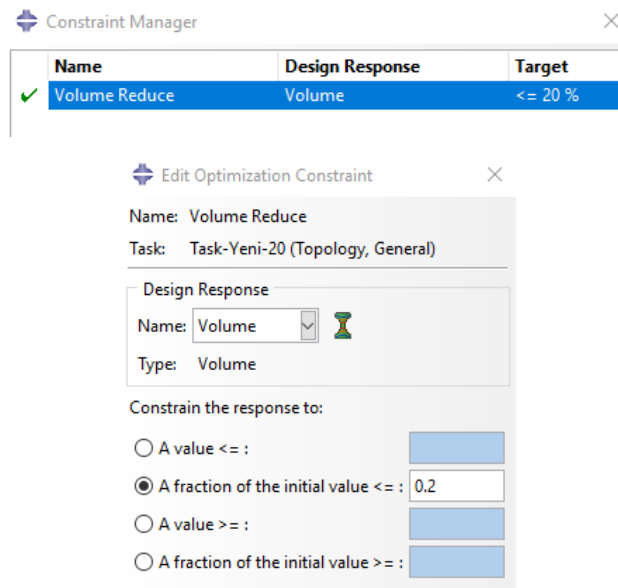 Constraint Manager
Name Design Response Target
Volume Reduce Volume <= 20 %
Edit Optimization Constraint
Name: Volume Reduce
Task: Task-Yeni-20 (Topology, General)
Design Response
Name: Volume
Type: Volume
Constrain the response to:
A value <= :
A fraction of the initial value <= : 0.2
A value >= :
A fraction of the initial value >= :